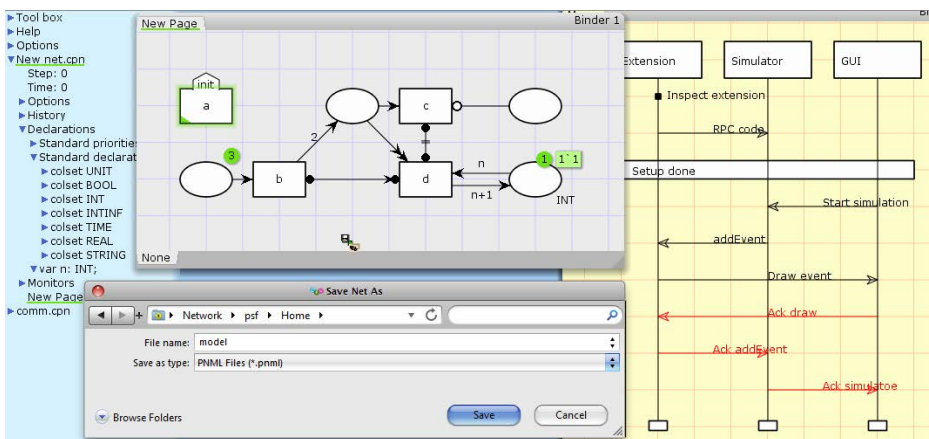 Tool box
Help
Options
New net.cpn
Step: 0
Time: 0
Options
History
Declarations
Standard prioritie
Standard declarat
colset UNIT
colset BOOL
colset INT
colset INTINF
colset TIME
colset REAL
colset STRING
var n: INT;
Monitors
New Page
comm.cpn
New Page
Binder 1
init
a
c
2
3
b
d
n
n+1
1
1`1
INT
None
Save Net As
Network
psf
Home
File name:
model
Save as type:
PNML Files (*.pnml)
Browse Folders
Save
Cancel
Extension
Simulator
GUI
Inspect extension
RPC code
Setup done
Start simulation
addEvent
Draw event
Ack draw
Ack addEvent
Ack simulatoe